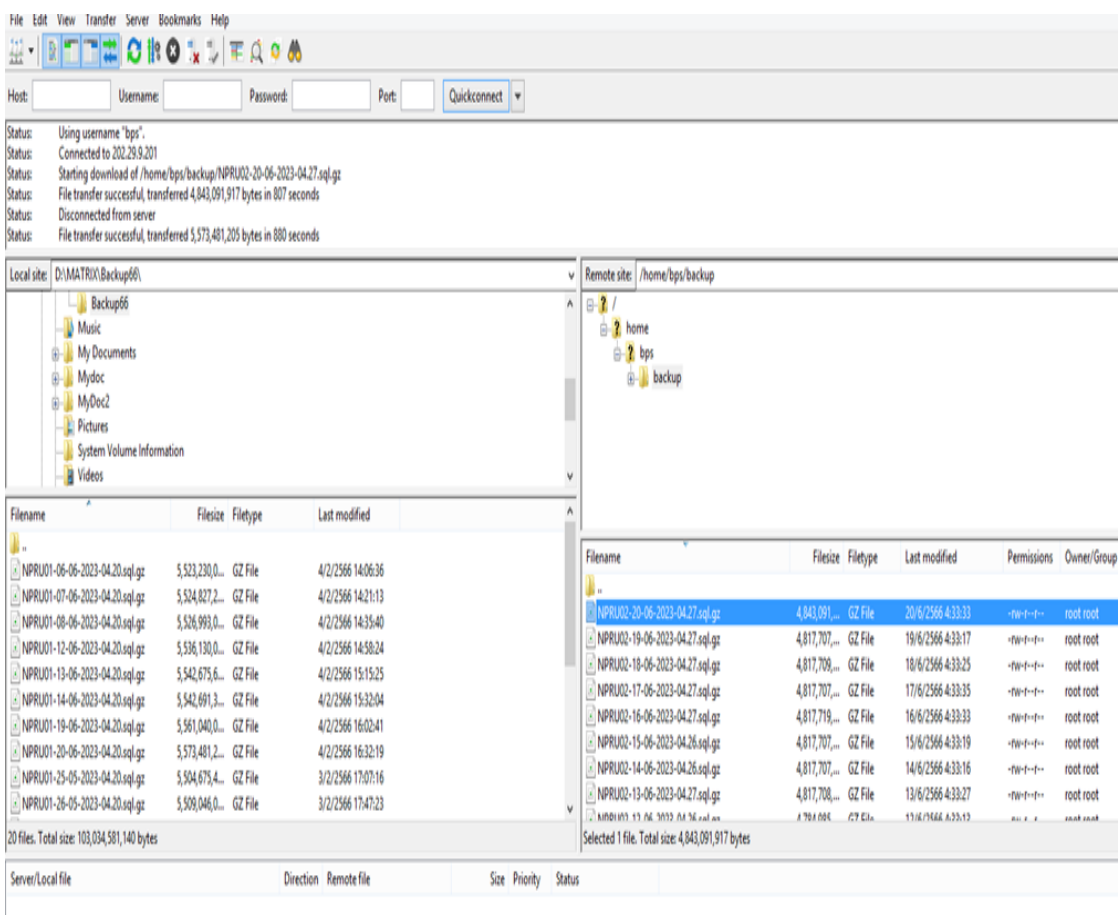 File Edit View Transfer Server Bookmarks Help
Host: Username: Password: Port: Quickconnect
Status: Using username "bps".
Status: Connected to 202.29.9.201
Status: Starting download of /home/bps/backup/NPRU02-20-06-2023-04.27.sql.gz
Status: File transfer successful, transferred 4,843,091,917 bytes in 807 seconds
Status: Disconnected from server
Status: File transfer successful, transferred 5,573,481,205 bytes in 880 seconds
Local site: D:\MATRIX\Backup66\
Backup66
Music
My Documents
Mydoc
MyDoc2
Pictures
System Volume Information
Videos
Filename Filesize Filetype Last modified
..
NPRU01-06-06-2023-04.20.sql.gz 5,523,230,0... GZ File 4/2/2566 14:06:36
NPRU01-07-06-2023-04.20.sql.gz 5,524,827,2... GZ File 4/2/2566 14:21:13
NPRU01-08-06-2023-04.20.sql.gz 5,526,993,0... GZ File 4/2/2566 14:35:40
NPRU01-12-06-2023-04.20.sql.gz 5,536,130,0... GZ File 4/2/2566 14:58:24
NPRU01-13-06-2023-04.20.sql.gz 5,542,675,6... GZ File 4/2/2566 15:15:25
NPRU01-14-06-2023-04.20.sql.gz 5,542,691,3... GZ File 4/2/2566 15:32:04
NPRU01-19-06-2023-04.20.sql.gz 5,561,040,0... GZ File 4/2/2566 16:02:41
NPRU01-20-06-2023-04.20.sql.gz 5,573,481,2... GZ File 4/2/2566 16:32:19
NPRU01-25-05-2023-04.20.sql.gz 5,504,675,4... GZ File 3/2/2566 17:07:16
NPRU01-26-05-2023-04.20.sql.gz 5,509,046,0... GZ File 3/2/2566 17:47:23
20 files. Total size: 103,034,581,140 bytes
Remote site: /home/bps/backup
/
home
bps
backup
Filename Filesize Filetype Last modified Permissions Owner/Group
..
NPRU02-20-06-2023-04.27.sql.gz 4,843,091,... GZ File 20/6/2566 4:33:33 -rw-r--r-- root root
NPRU02-19-06-2023-04.27.sql.gz 4,817,707,... GZ File 19/6/2566 4:33:17 -rw-r--r-- root root
NPRU02-18-06-2023-04.27.sql.gz 4,817,709,... GZ File 18/6/2566 4:33:25 -rw-r--r-- root root
NPRU02-17-06-2023-04.27.sql.gz 4,817,707,... GZ File 17/6/2566 4:33:35 -rw-r--r-- root root
NPRU02-16-06-2023-04.27.sql.gz 4,817,719,... GZ File 16/6/2566 4:33:33 -rw-r--r-- root root
NPRU02-15-06-2023-04.26.sql.gz 4,817,707,... GZ File 15/6/2566 4:33:19 -rw-r--r-- root root
NPRU02-14-06-2023-04.26.sql.gz 4,817,707,... GZ File 14/6/2566 4:33:16 -rw-r--r-- root root
NPRU02-13-06-2023-04.27.sql.gz 4,817,708,... GZ File 13/6/2566 4:33:27 -rw-r--r-- root root
Selected 1 file. Total size: 4,843,091,917 bytes
Server/Local file Direction Remote file Size Priority Status